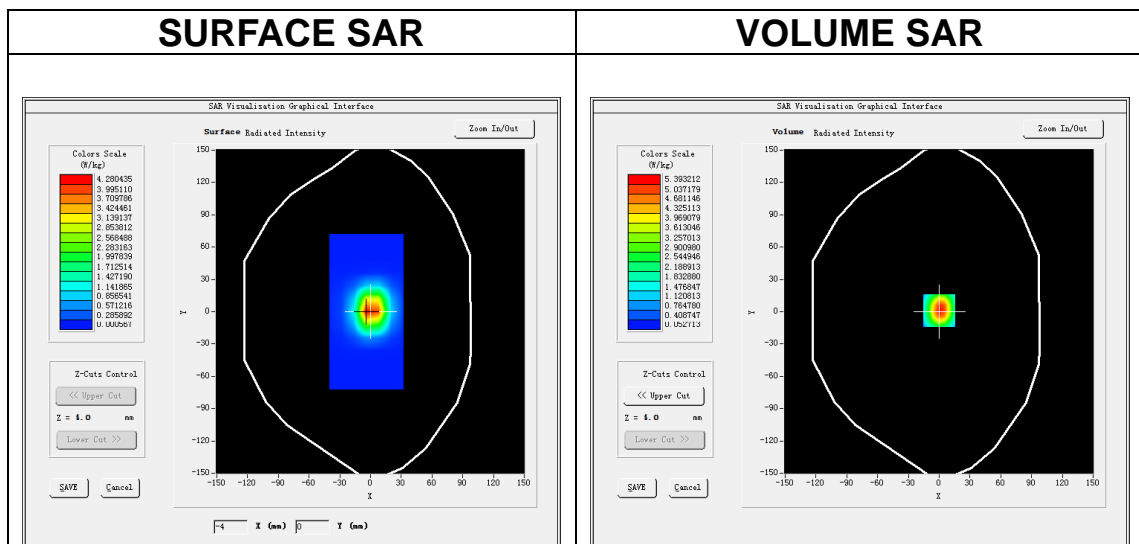 SURFACE SAR
VOLUME SAR
SAR Visualisation Graphical Interface
Surface Radiated Intensity
Zoom In/Out
Colors Scale
(W/kg)
4.280435
3.995110
3.709786
3.424461
3.139137
2.853812
2.568488
2.283163
1.997839
1.712514
1.427190
1.141865
0.856541
0.571216
0.285892
0.000567
Z-Cuts Control
<< Upper Cut
Z = 4.0 mm
Lower Cut >>
SAVE
Cancel
150
120
90
60
30
0
-30
-60
-90
-120
-150
Y
-150 -120 -90 -60 -30 0 30 60 90 120 150
X
-4 X (mm) 0 Y (mm)
SAR Visualisation Graphical Interface
Volume Radiated Intensity
Zoom In/Out
Colors Scale
(W/kg)
5.393212
5.037179
4.681146
4.325113
3.969079
3.613046
3.257013
2.900980
2.544946
2.188913
1.832880
1.476847
1.120813
0.764780
0.408747
0.052713
Z-Cuts Control
<< Upper Cut
Z = 4.0 mm
Lower Cut >>
SAVE
Cancel
150
120
90
60
30
0
-30
-60
-90
-120
-150
Y
-150 -120 -90 -60 -30 0 30 60 90 120 150
X